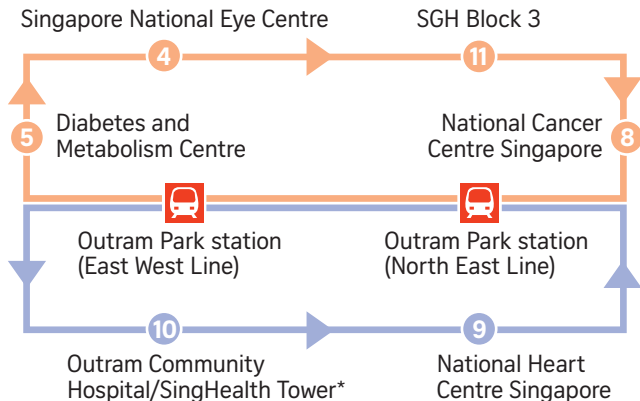 Singapore National Eye Centre
SGH Block 3
4
11
5
Diabetes and
Metabolism Centre
National Cancer
Centre Singapore
8
Outram Park station
(East West Line)
Outram Park station
(North East Line)
10
9
Outram Community
Hospital/SingHealth Tower*
National Heart
Centre Singapore